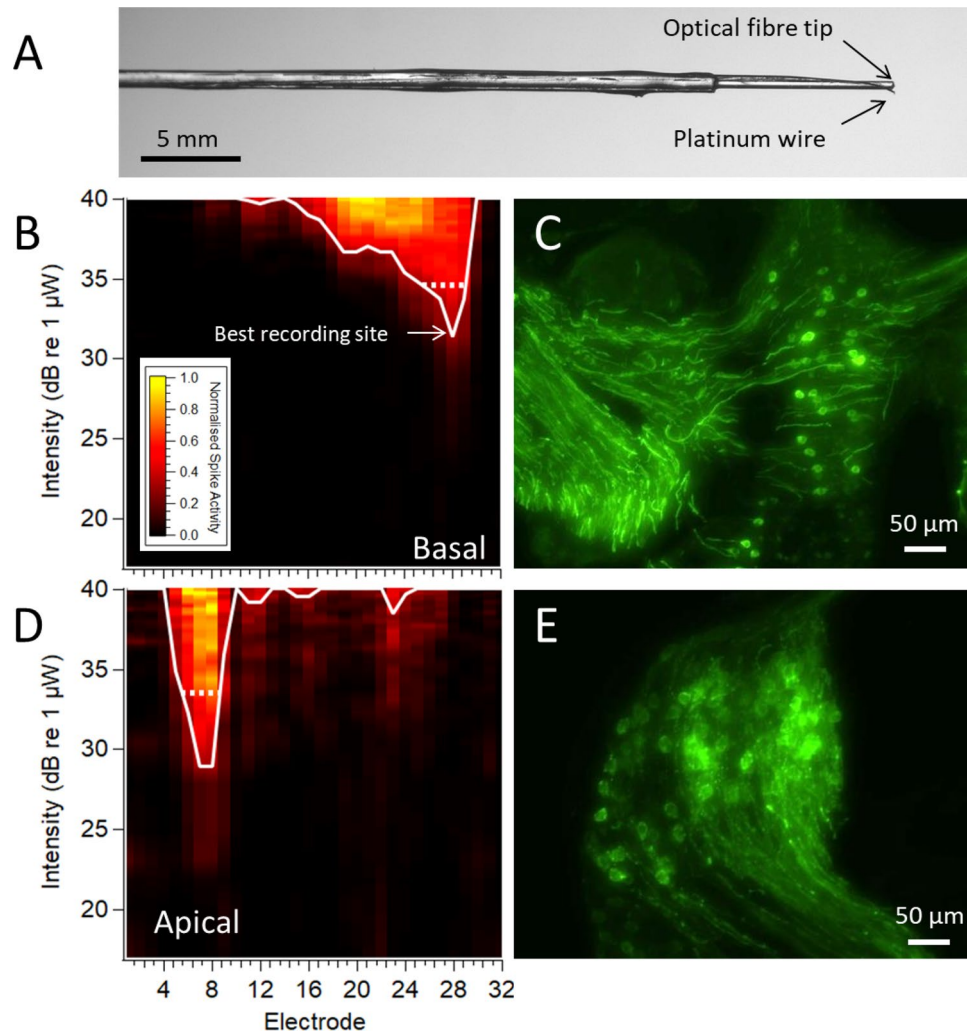 A
Optical fibre tip
Platinum wire
5 mm
B
Intensity (dB re 1 µW)
40
35
30
25
20
Best recording site
1.0
0.8
0.6
0.4
0.2
0.0
Normalised Spike Activity
Basal
C
50 µm
D
Intensity (dB re 1 µW)
40
35
30
25
20
Apical
4 8 12 16 20 24 28 32
Electrode
E
50 µm